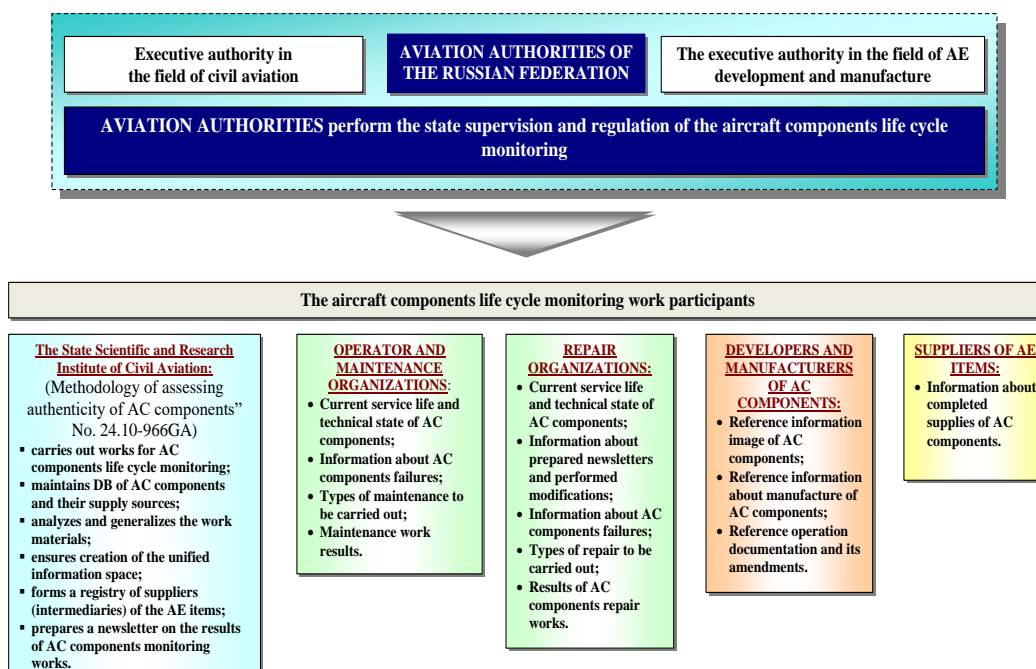 Executive authority in
the field of civil aviation
AVIATION AUTHORITIES OF
THE RUSSIAN FEDERATION
The executive authority in the field of AE
development and manufacture
AVIATION AUTHORITIES perform the state supervision and regulation of the aircraft components life cycle
monitoring
The aircraft components life cycle monitoring work participants
The State Scientific and Research
Institute of Civil Aviation:
(Methodology of assessing
authenticity of AC components”
No. 24.10-966GA)
▪ carries out works for AC
components life cycle monitoring;
▪ maintains DB of AC components
and their supply sources;
▪ analyzes and generalizes the work
materials;
▪ ensures creation of the unified
information space;
▪ forms a registry of suppliers
(intermediaries) of the AE items;
▪ prepares a newsletter on the results
of AC components monitoring
works.
OPERATOR AND
MAINTENANCE
ORGANIZATIONS:
• Current service life and
technical state of AC
components;
• Information about AC
components failures;
• Types of maintenance to
be carried out;
• Maintenance work
results.
REPAIR
ORGANIZATIONS:
• Current service life
and technical state of
AC components;
• Information about
prepared newsletters
and performed
modifications;
• Information about AC
components failures;
• Types of repair to be
carried out;
• Results of AC
components repair
works.
DEVELOPERS AND
MANUFACTURERS
OF AC
COMPONENTS:
• Reference information
image of AC
components;
• Reference information
about manufacture of
AC components;
• Reference operation
documentation and its
amendments.
SUPPLIERS OF AE
ITEMS:
• Information about
completed
supplies of AC
components.